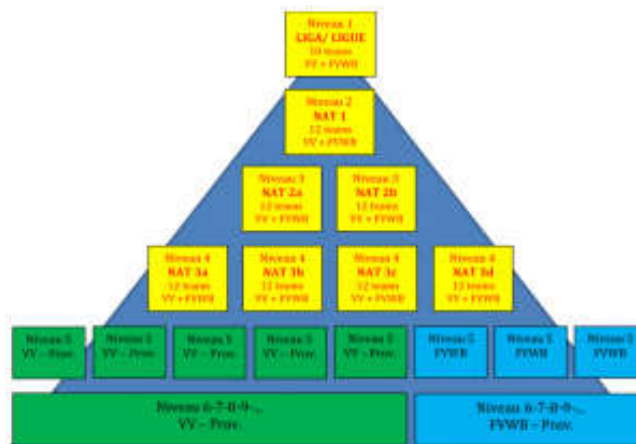 Niveau 1
LIGA/ LIGUE
10 teams
VV + FVWB
Niveau 2
NAT 1
12 teams
VV + FVWB
Niveau 3
NAT 2a
12 teams
VV + FVWB
Niveau 3
NAT 2b
12 teams
VV + FVWB
Niveau 4
NAT 3a
12 teams
VV + FVWB
Niveau 4
NAT 3b
12 teams
VV + FVWB
Niveau 4
NAT 3c
12 teams
VV + FVWB
Niveau 4
NAT 3d
12 teams
VV + FVWB
Niveau 5
VV – Prov.
Niveau 5
VV – Prov.
Niveau 5
VV – Prov.
Niveau 5
VV – Prov.
Niveau 5
VV – Prov.
Niveau 5
FVWB
Niveau 5
FVWB
Niveau 5
FVWB
Niveau 6-7-8-9-...
VV – Prov.
Niveau 6-7-8-9-...
FVWB – Prov.